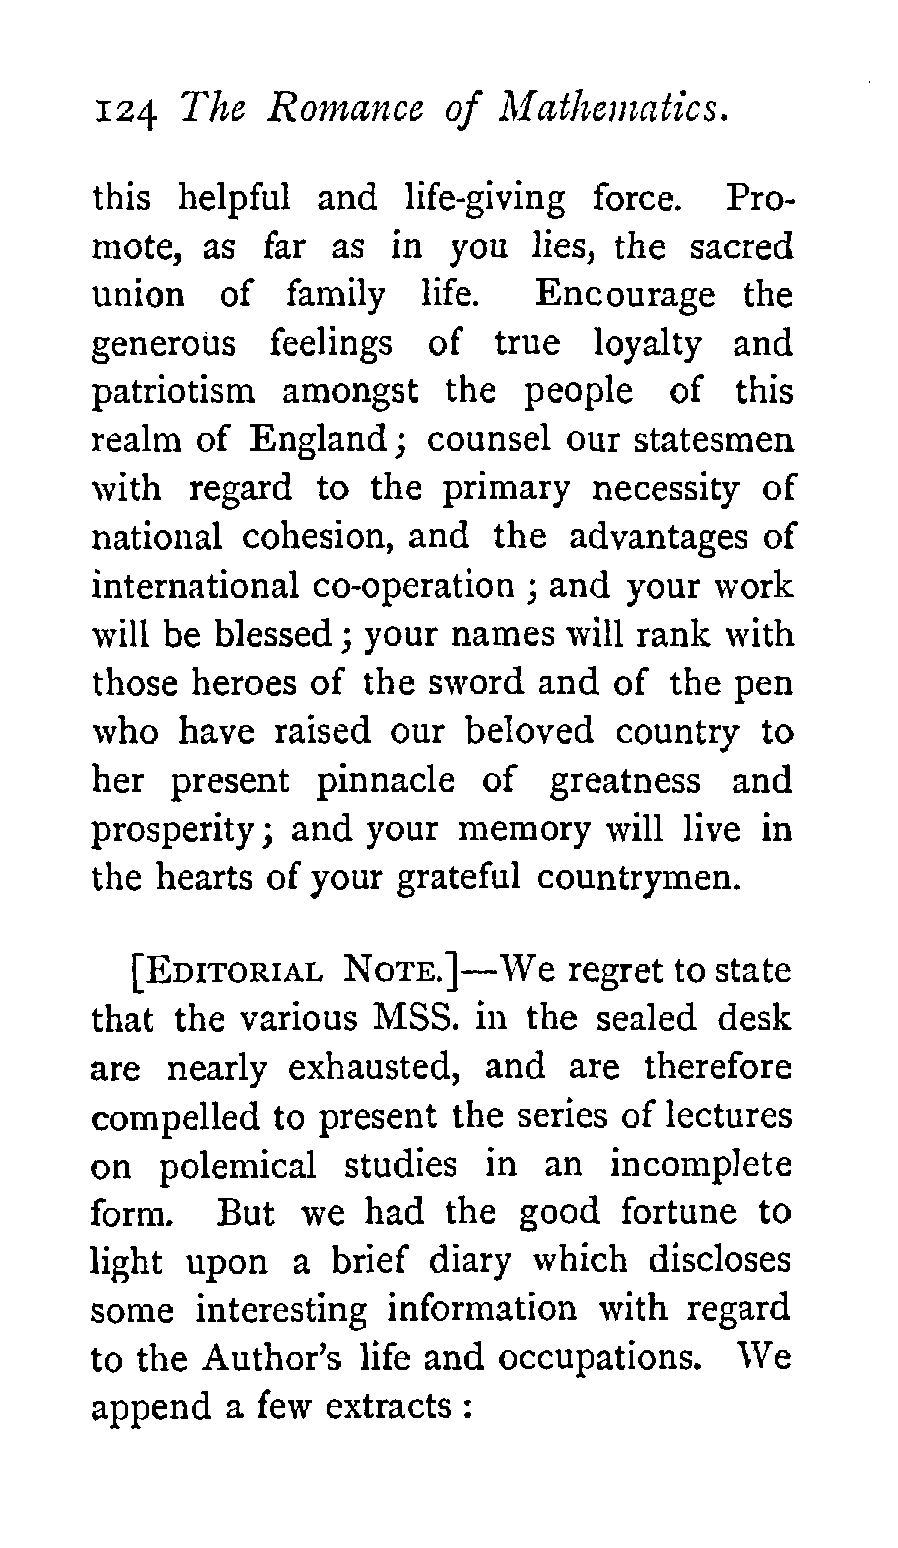 124 The Romance of Mathematics.
this helpful and life-giving force. Pro-
mote, as far as in you lies, the sacred
union of family life. Encourage the
generous feelings of true loyalty and
patriotism amongst the people of this
realm of England; counsel our statesmen
with regard to the primary necessity of
national cohesion, and the advantages of
international co-operation; and your work
will be blessed; your names will rank with
those heroes of the sword and of the pen
who have raised our beloved country to
her present pinnacle of greatness and
prosperity; and your memory will live in
the hearts of your grateful countrymen.
[EDITORIAL NOTE.]—We regret to state
that the various MSS. in the sealed desk
are nearly exhausted, and are therefore
compelled to present the series of lectures
on polemical studies in an incomplete
form. But we had the good fortune to
light upon a brief diary which discloses
some interesting information with regard
to the Author's life and occupations. We
append a few extracts :